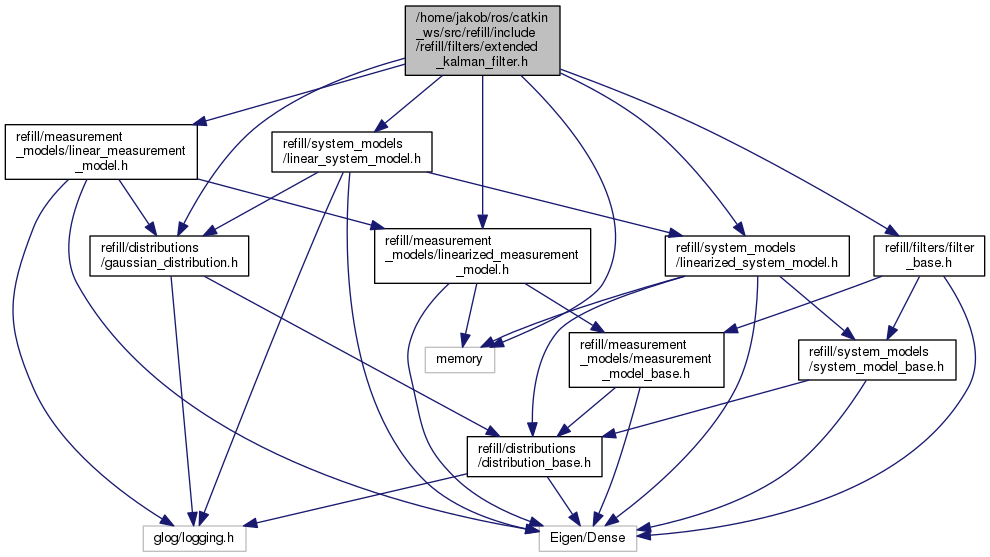 /home/jakob/ros/catkin
_ws/src/refill/include
/refill/filters/extended
_kalman_filter.h
refill/measurement
_models/linear_measurement
_model.h
refill/system_models
/linear_system_model.h
refill/distributions
/gaussian_distribution.h
refill/measurement
_models/linearized_measurement
_model.h
refill/system_models
/linearized_system_model.h
refill/filters/filter
_base.h
memory
refill/measurement
_models/measurement
_model_base.h
refill/system_models
/system_model_base.h
refill/distributions
/distribution_base.h
glog/logging.h
Eigen/Dense